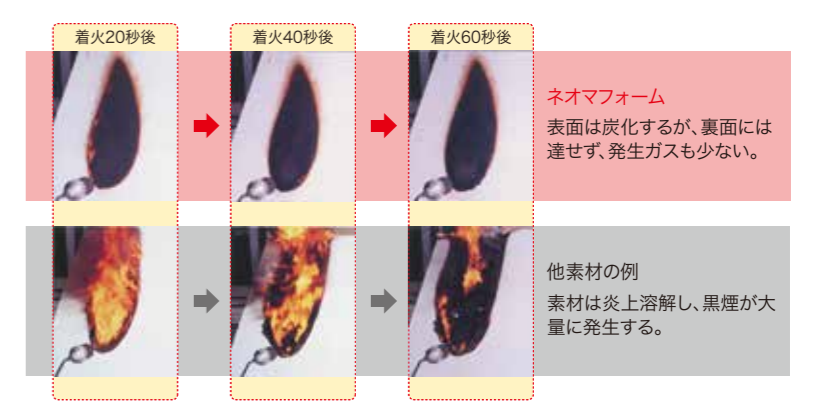 着火20秒後
着火40秒後
着火60秒後
ネオマフォーム
表面は炭化するが、裏面には
達せず、発生ガスも少ない。
他素材の例
素材は炎上溶解し、黒煙が大
量に発生する。